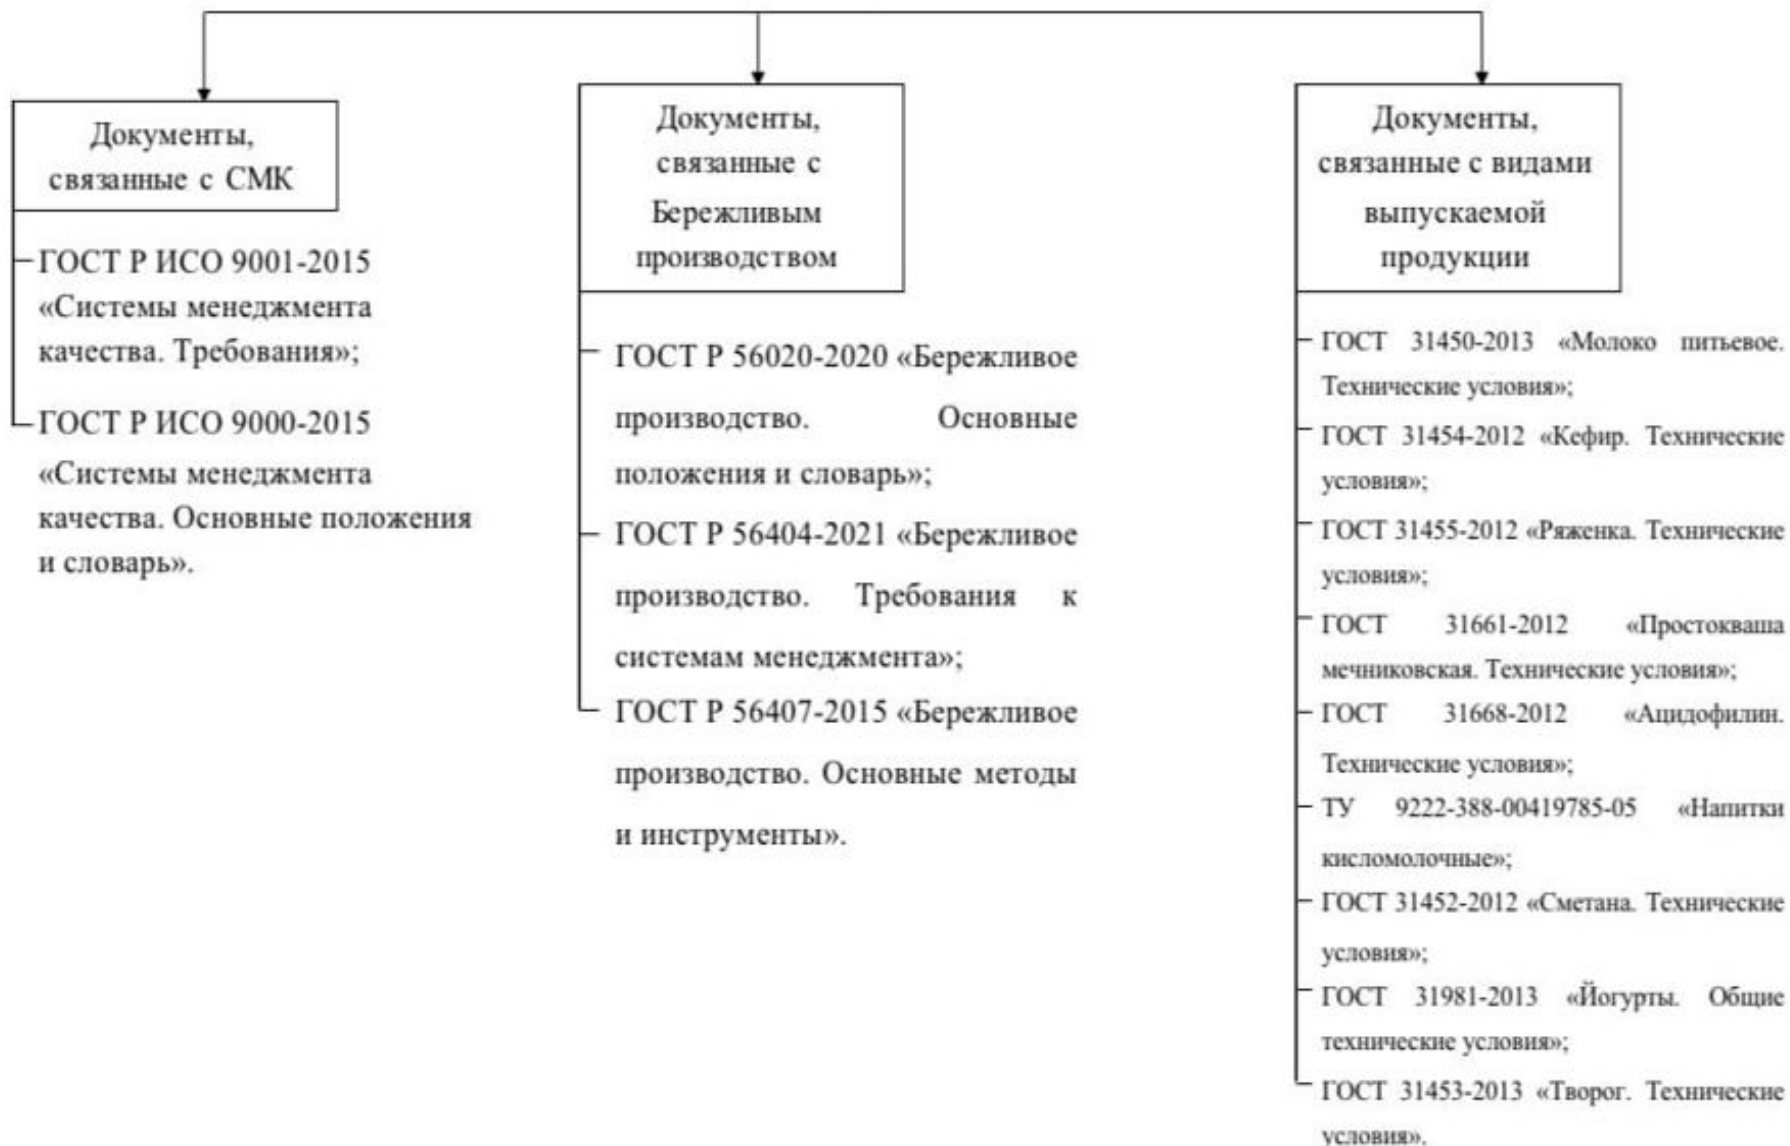 Документы,
связанные с СМК
ГОСТ Р ИСО 9001-2015
«Системы менеджмента
качества. Требования»;
ГОСТ Р ИСО 9000-2015
«Системы менеджмента
качества. Основные положения
и словарь».
Документы,
связанные с
Бережливым
производством
ГОСТ Р 56020-2020 «Бережливое
производство. Основные
положения и словарь»;
ГОСТ Р 56404-2021 «Бережливое
производство. Требования к
системам менеджмента»;
ГОСТ Р 56407-2015 «Бережливое
производство. Основные методы
и инструменты».
Документы,
связанные с видами
выпускаемой
продукции
ГОСТ 31450-2013 «Молоко питьевое.
Технические условия»;
ГОСТ 31454-2012 «Кефир. Технические
условия»;
ГОСТ 31455-2012 «Ряженка. Технические
условия»;
ГОСТ 31661-2012 «Простокваша
мечниковская. Технические условия»;
ГОСТ 31668-2012 «Ацидофилин.
Технические условия»;
ТУ 9222-388-00419785-05 «Напитки
кисломолочные»;
ГОСТ 31452-2012 «Сметана. Технические
условия»;
ГОСТ 31981-2013 «Йогурты. Общие
технические условия»;
ГОСТ 31453-2013 «Творог. Технические
условия».